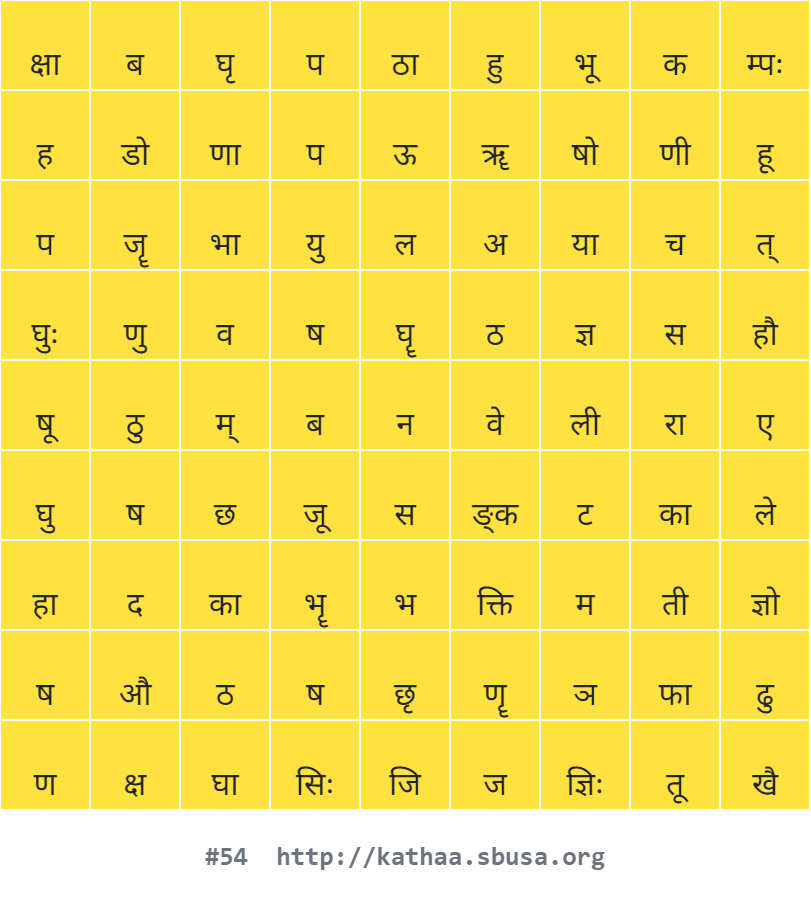 क्षा ब घृ प ठा हु भू क म्पः
ह डो णा प ऊ ॠ षो णी हू
प जॄ भा यु ल अ या च त्
घुः णु व ष घॄ ठ ज्ञ स हौ
षू ठु म् ब न वे ली रा ए
घु ष छ जू स ङ्क ट का ले
हा द का भॄ भ क्ति म ती ज्ञो
ष औ ठ ष छृ णॄ ञ फा ढु
ण क्ष घा सिः जि ज ज्ञिः तू खै
#54 http://kathaa.sbusa.org